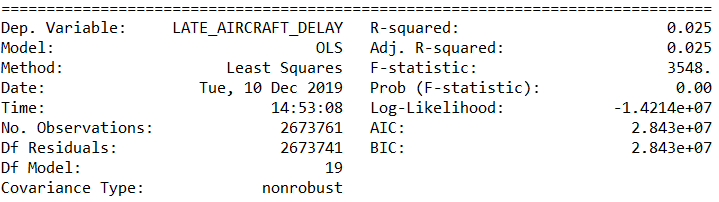 ==============================================================================
Dep. Variable:     LATE_AIRCRAFT_DELAY   R-squared:                       0.025
Model:                             OLS   Adj. R-squared:                  0.025
Method:                  Least Squares   F-statistic:                     3548.
Date:                 Tue, 10 Dec 2019   Prob (F-statistic):               0.00
Time:                         14:53:08   Log-Likelihood:            -1.4214e+07
No. Observations:              2673761   AIC:                         2.843e+07
Df Residuals:                  2673741   BIC:                         2.843e+07
Df Model:                           19
Covariance Type:             nonrobust